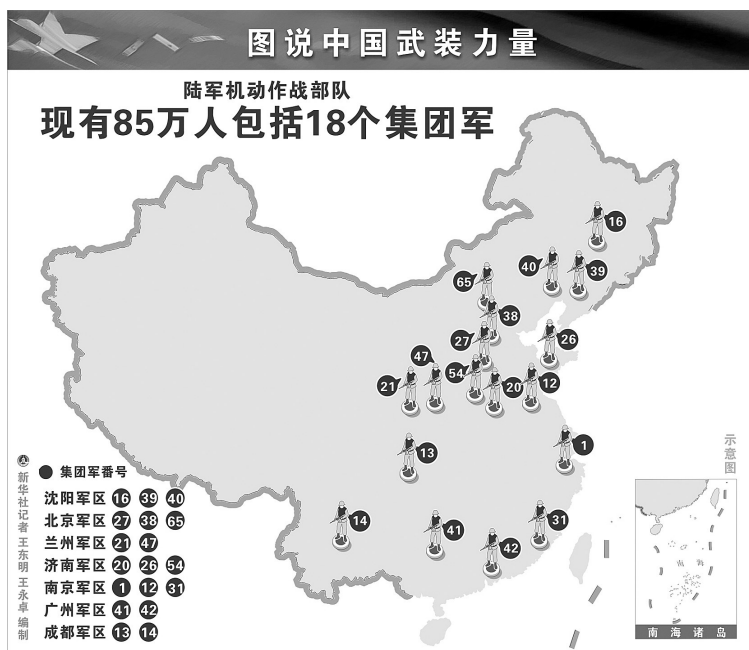 图说中国武装力量
陆军机动作战部队
现有85万人包括18个集团军
16
40
39
65
38
27
26
47
54
21
20
12
13
1
14
41
31
42
示意图
集团军番号
沈阳军区 16 39 40
北京军区 27 38 65
兰州军区 21 47
济南军区 20 26 54
南京军区 1 12 31
广州军区 41 42
成都军区 13 14
新华社记者 王东明 王永卓 编制
南海诸岛